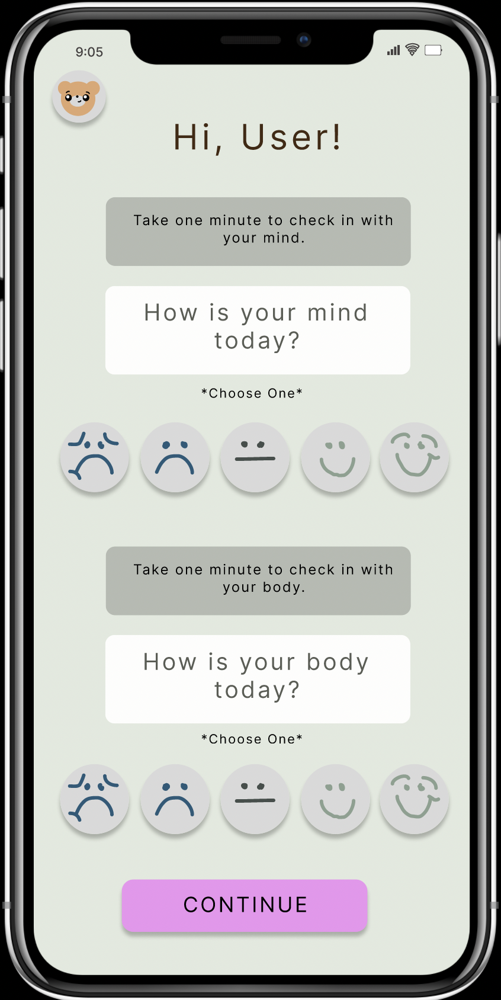 9:05
Hi, User!
Take one minute to check in with
your mind.
How is your mind
today?
*Choose One*
Take one minute to check in with
your body.
How is your body
today?
*Choose One*
CONTINUE